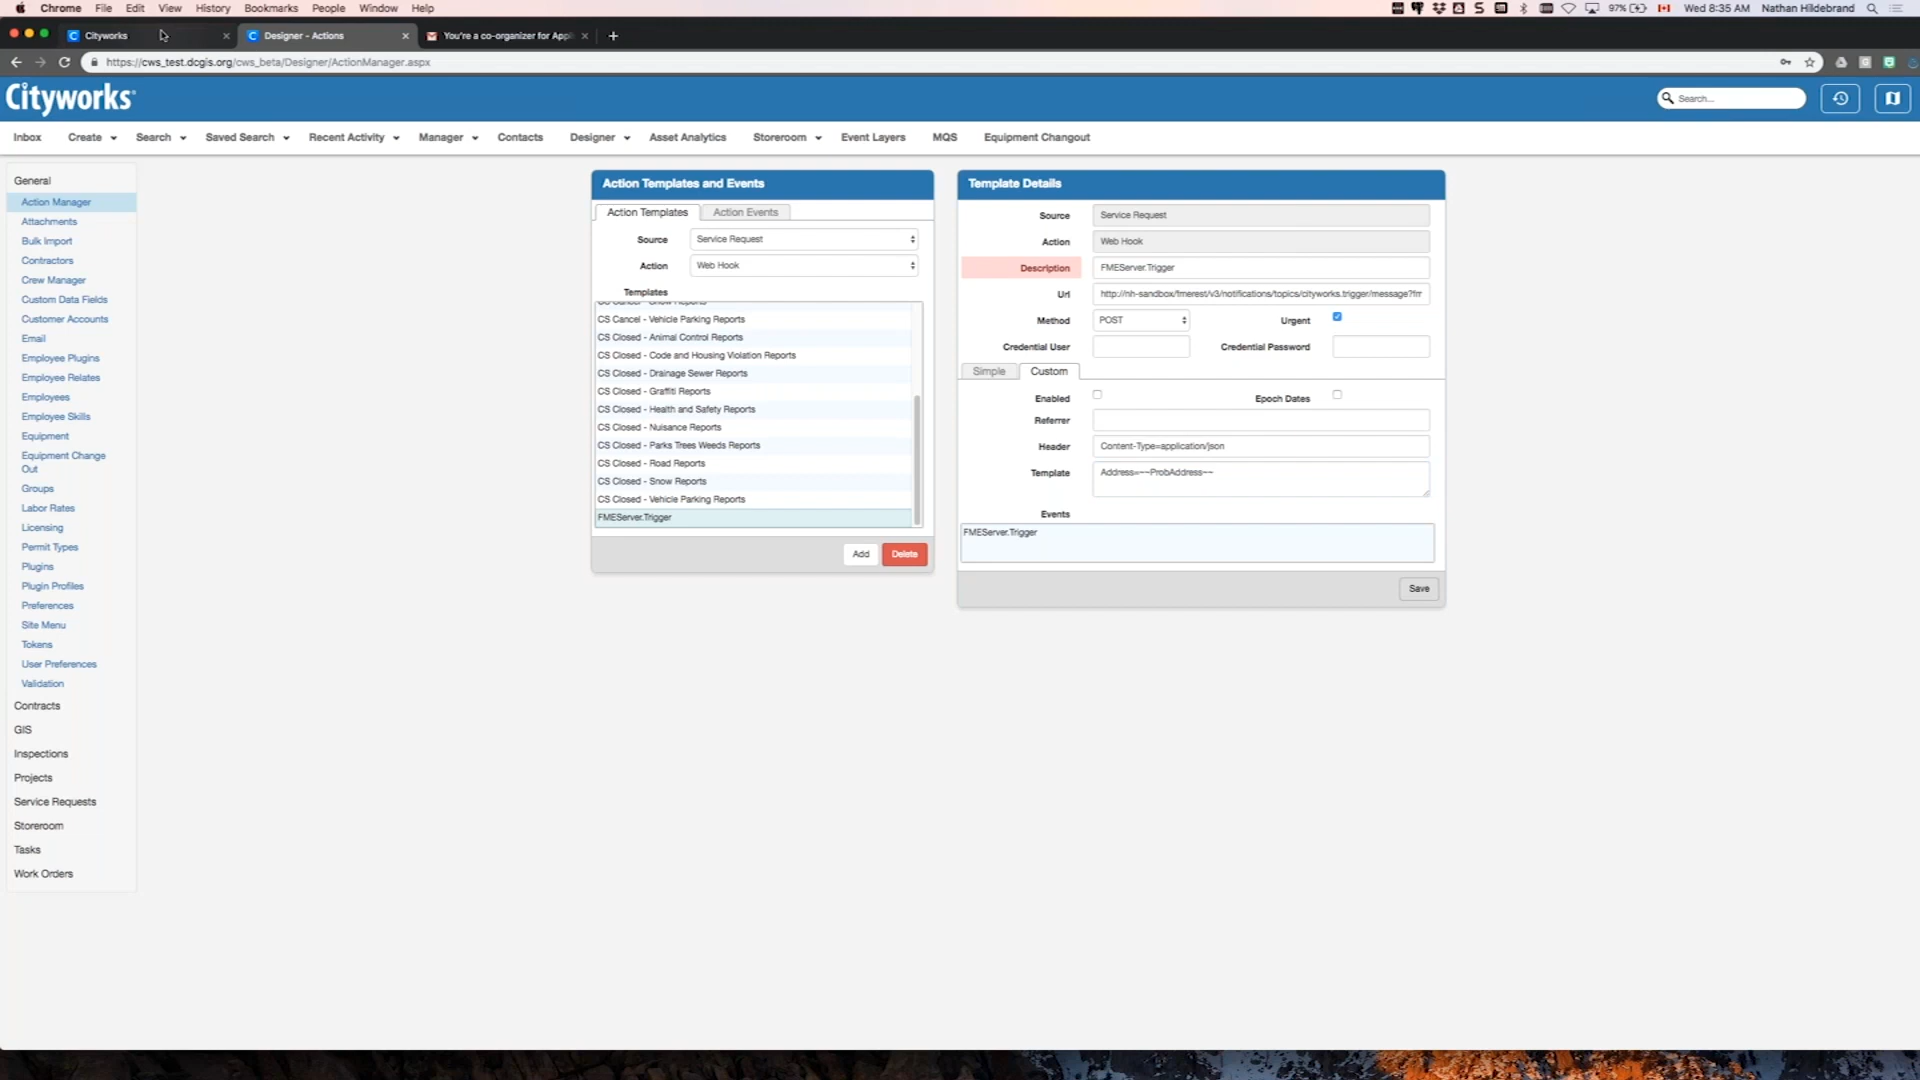 Chrome File Edit View History Bookmarks People Window Help 97% Wed 8:35 AM Nathan Hildebrand
Cityworks Designer - Actions You're a co-organizer for Appl
https://cws_test.dcgis.org/cws_beta/Designer/ActionManager.aspx
Cityworks Search...
Inbox Create Search Saved Search Recent Activity Manager Contacts Designer Asset Analytics Storeroom Event Layers MQS Equipment Changout
General
Action Manager
Attachments
Bulk Import
Contractors
Crew Manager
Custom Data Fields
Customer Accounts
Email
Employee Plugins
Employee Relates
Employees
Employee Skills
Equipment
Equipment Change
Out
Groups
Labor Rates
Licensing
Permit Types
Plugins
Plugin Profiles
Preferences
Site Menu
Tokens
User Preferences
Validation
Contracts
GIS
Inspections
Projects
Service Requests
Storeroom
Tasks
Work Orders
Action Templates and Events
Action Templates Action Events
Source Service Request
Action Web Hook
Templates
CS Cancel - Snow Reports
CS Cancel - Vehicle Parking Reports
CS Closed - Animal Control Reports
CS Closed - Code and Housing Violation Reports
CS Closed - Drainage Sewer Reports
CS Closed - Graffiti Reports
CS Closed - Health and Safety Reports
CS Closed - Nuisance Reports
CS Closed - Parks Trees Weeds Reports
CS Closed - Road Reports
CS Closed - Snow Reports
CS Closed - Vehicle Parking Reports
FMEServer.Trigger
Add Delete
Template Details
Source Service Request
Action Web Hook
Description FMEServer.Trigger
Url http://nh-sandbox/fmerest/v3/notifications/topics/cityworks.trigger/message?fm
Method POST Urgent
Credential User Credential Password
Simple Custom
Enabled Epoch Dates
Referrer
Header Content-Type=application/json
Template Address=~~ProbAddress~~
Events
FMEServer.Trigger
Save